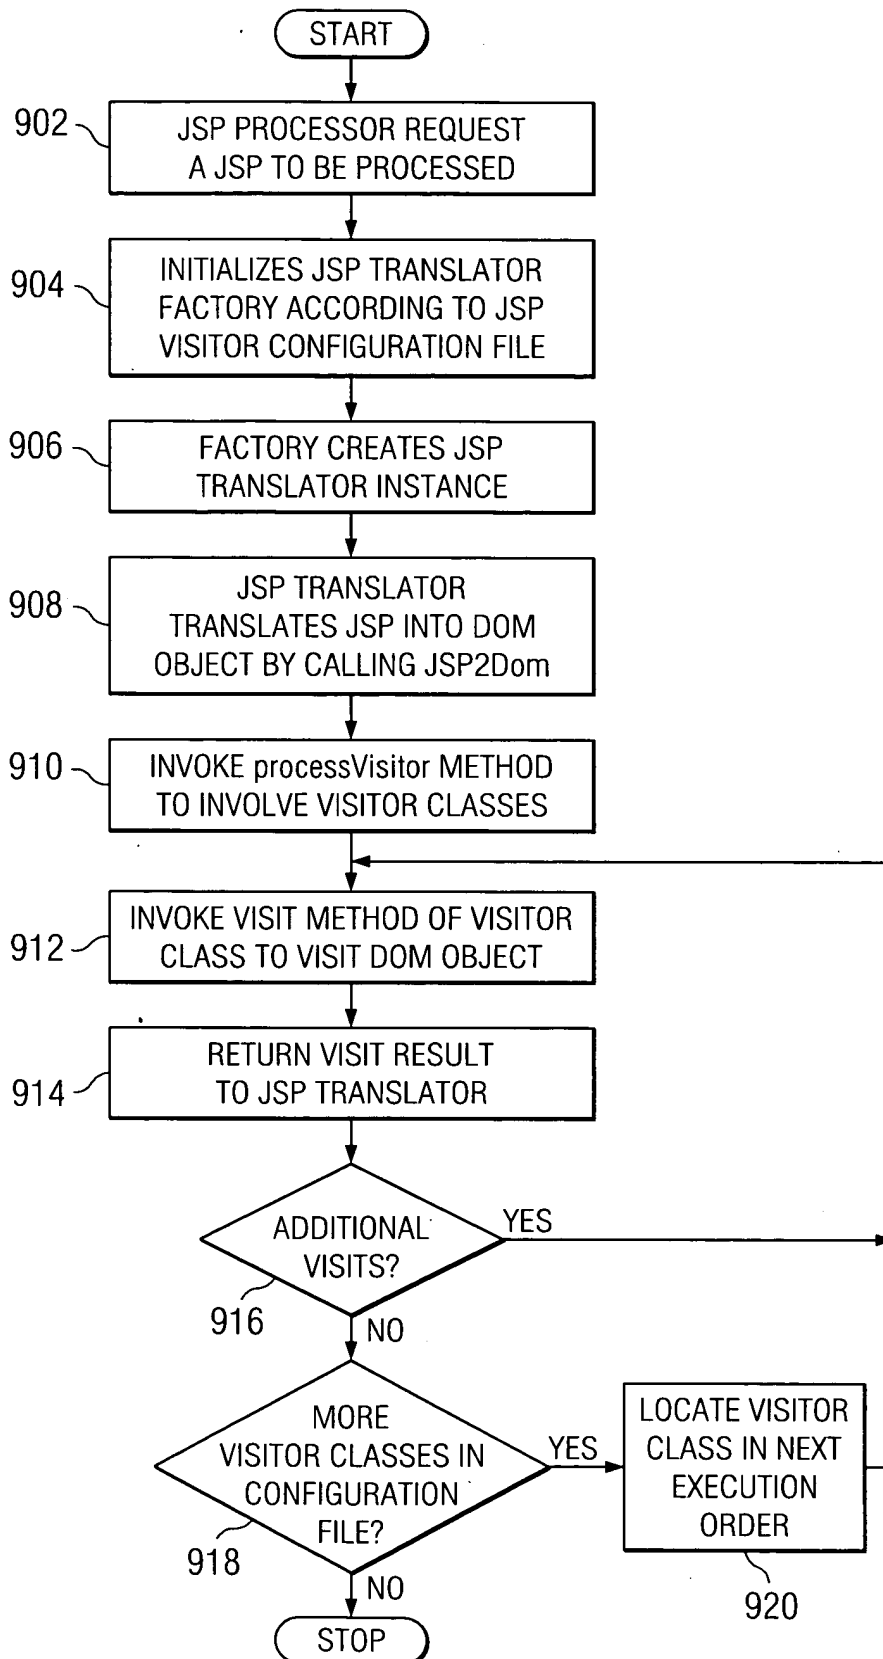 START
902
JSP PROCESSOR REQUEST
A JSP TO BE PROCESSED
904
INITIALIZES JSP TRANSLATOR
FACTORY ACCORDING TO JSP
VISITOR CONFIGURATION FILE
906
FACTORY CREATES JSP
TRANSLATOR INSTANCE
908
JSP TRANSLATOR
TRANSLATES JSP INTO DOM
OBJECT BY CALLING JSP2Dom
910
INVOKE processVisitor METHOD
TO INVOLVE VISITOR CLASSES
912
INVOKE VISIT METHOD OF VISITOR
CLASS TO VISIT DOM OBJECT
914
RETURN VISIT RESULT
TO JSP TRANSLATOR
ADDITIONAL
VISITS?
YES
916
NO
MORE
VISITOR CLASSES IN
CONFIGURATION
FILE?
YES
918
NO
LOCATE VISITOR
CLASS IN NEXT
EXECUTION
ORDER
920
STOP